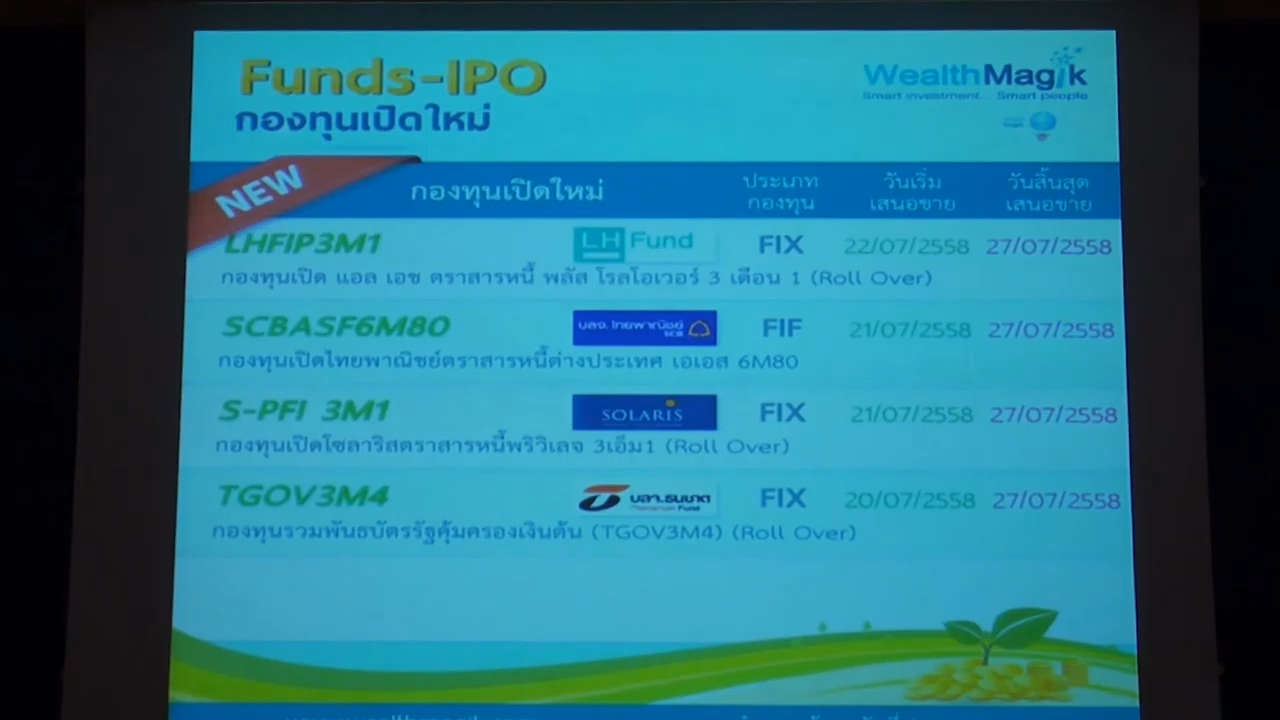 Funds-IPO
กองทุนเปิดใหม่
WealthMagik
Smart investment. Smart people
NEW
กองทุนเปิดใหม่
ประเภท
กองทุน
วันเริ่ม
เสนอขาย
วันสิ้นสุด
เสนอขาย
LHFIP3M1 LH Fund FIX 22/07/2558 27/07/2558
กองทุนเปิด แอล เอช ตราสารหนี้ พลัส โรลโอเวอร์ 3 เดือน 1 (Roll Over)
SCBASF6M80 บลจ. ไทยพาณิชย์ SCB FIF 21/07/2558 27/07/2558
กองทุนเปิดไทยพาณิชย์ตราสารหนี้ต่างประเทศ เอเอส 6M80
S-PFI 3M1 SOLARIS FIX 21/07/2558 27/07/2558
กองทุนเปิดโซลาริสตราสารหนี้พริวิเลจ 3เอ็ม1 (Roll Over)
TGOV3M4 บลจ.ธนชาต Thanachart Fund FIX 20/07/2558 27/07/2558
กองทุนรวมพันธบัตรรัฐคุ้มครองเงินต้น (TGOV3M4) (Roll Over)